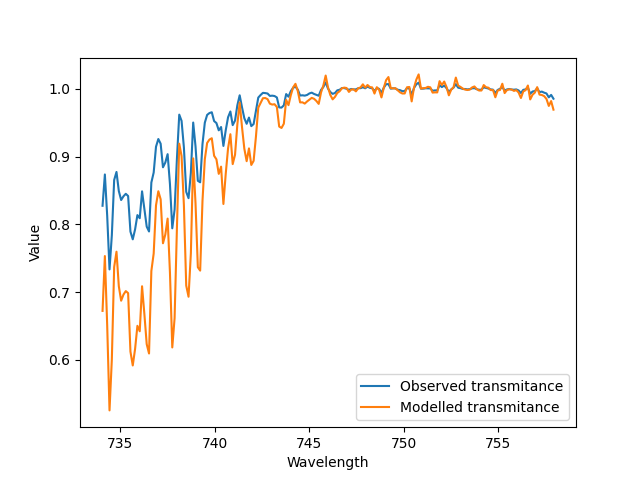 1.0
0.9
0.8
0.7
0.6
Value
735
740
745
750
755
Wavelength
Observed transmitance
Modelled transmitance